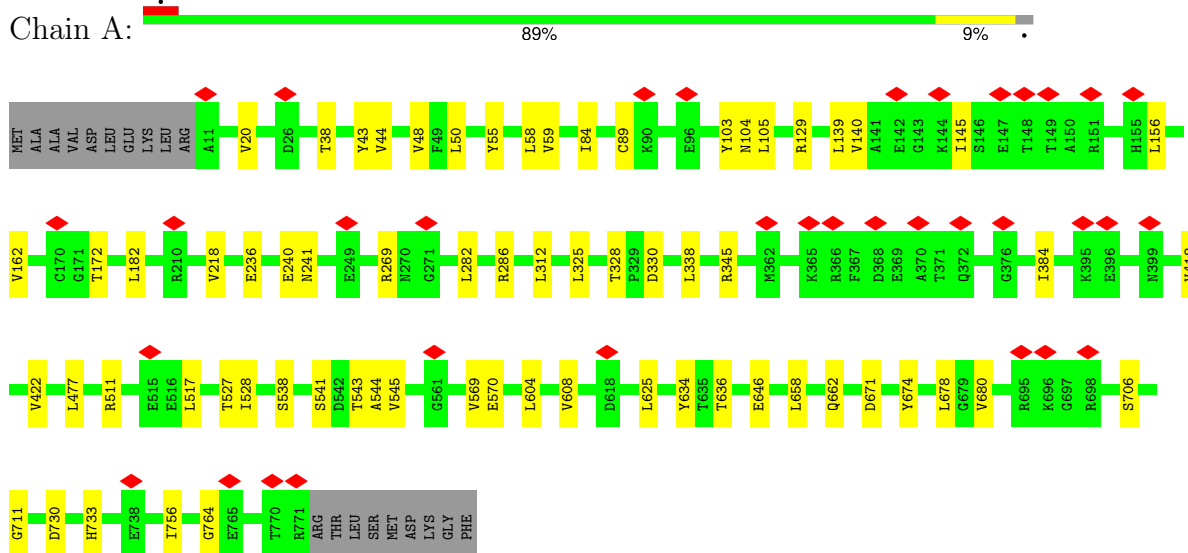 Chain A:
89% 9%
MET ALA ALA VAL ASP LEU GLU LYS LEU ARG A11 V20 D26 T38 Y43 V44 V48 F49 L50 Y55 L58 V59 I84 C89 K90 E96 Y103 N104 L105 R129 L139 V140 A141 E142 G143 K144 I145 S146 E147 T148 T149 A150 R151 H155 L156
V162 C170 G171 T172 L182 R210 V218 E236 E240 N241 E249 R269 N270 G271 L282 R286 L312 L325 T328 P329 D330 L338 R345 M362 K365 R366 F367 D368 E369 A370 T371 Q372 G376 I384 K395 E396 N399
V422 L477 R511 E515 E516 L517 T527 I528 S538 S541 D542 T543 A544 V545 G561 V569 E570 L604 V608 D618 L625 Y634 T635 T636 E646 L658 Q662 D671 Y674 L678 G679 V680 R695 K696 G697 R698 S706
G711 D730 H733 E738 I756 G764 E765 T770 R771 ARG THR LEU SER MET ASP LYS GLY PHE